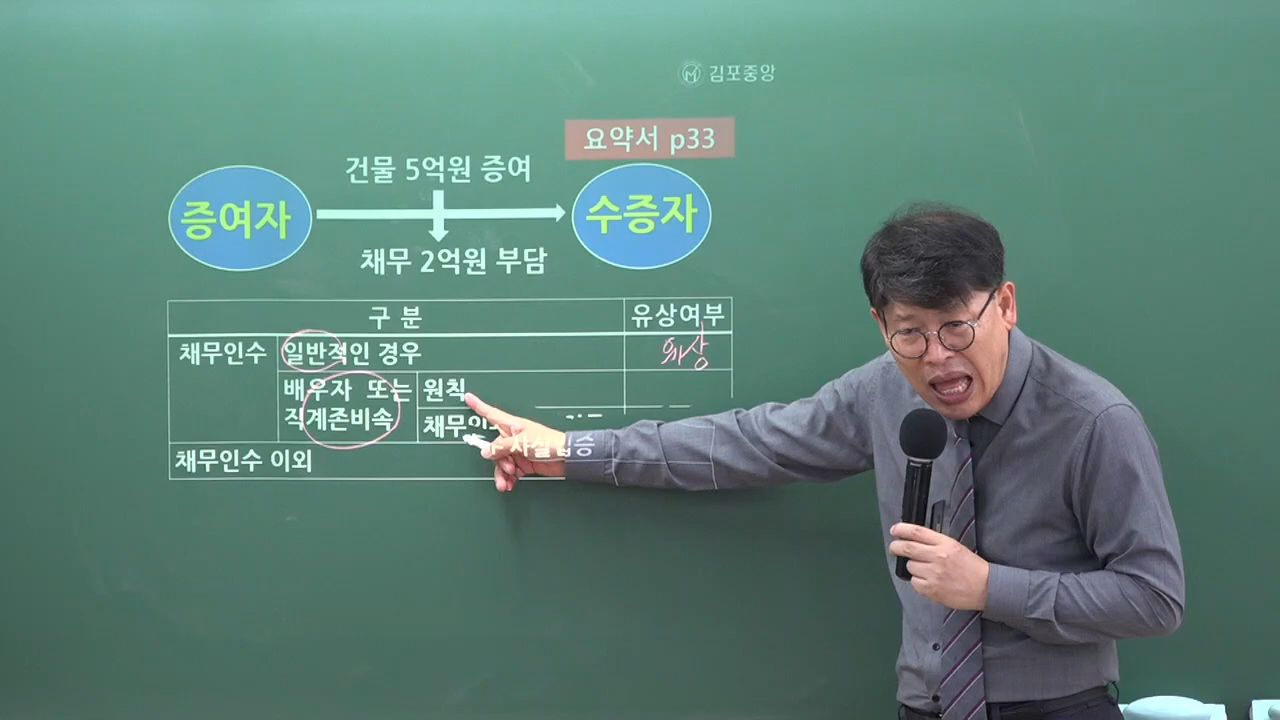 김포중앙
요약서 p33
건물 5억원 증여
증여자
수증자
채무 2억원 부담
구 분
유상여부
채무인수
일반적인 경우
유상
배우자 또는
직계존비속
원칙
채무인
사실입증
채무인수 이외